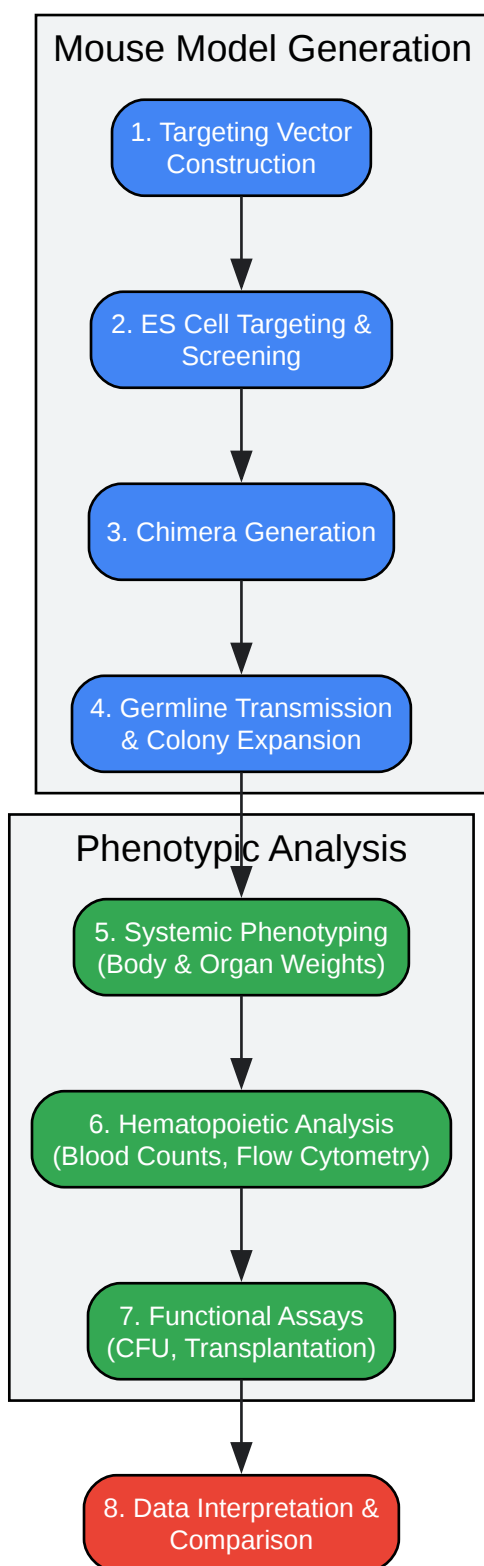 Mouse Model Generation
1. Targeting Vector
Construction
2. ES Cell Targeting &
Screening
3. Chimera Generation
4. Germline Transmission
& Colony Expansion
Phenotypic Analysis
5. Systemic Phenotyping
(Body & Organ Weights)
6. Hematopoietic Analysis
(Blood Counts, Flow Cytometry)
7. Functional Assays
(CFU, Transplantation)
8. Data Interpretation &
Comparison